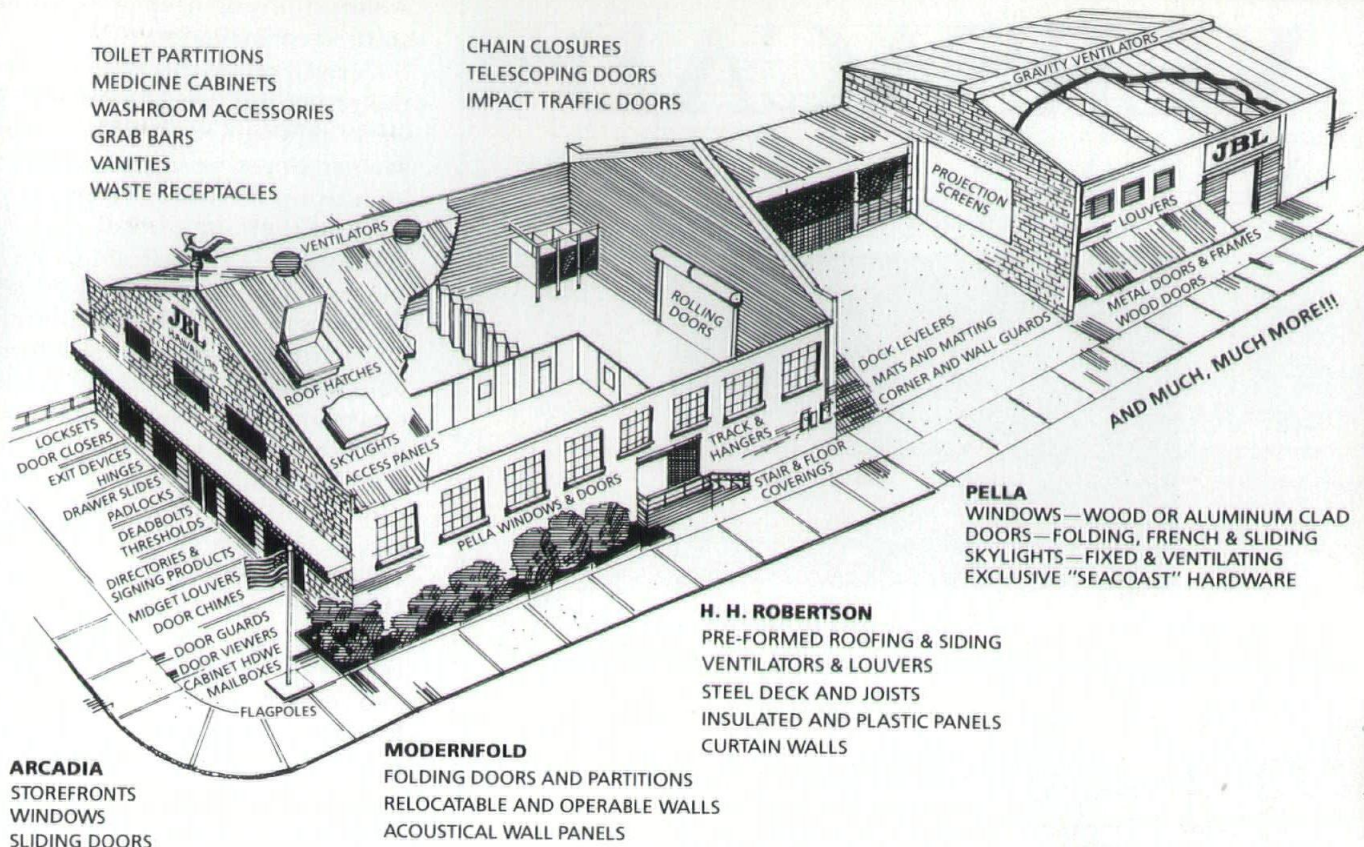 TOILET PARTITIONS
MEDICINE CABINETS
WASHROOM ACCESSORIES
GRAB BARS
VANITIES
WASTE RECEPTACLES
CHAIN CLOSURES
TELESCOPING DOORS
IMPACT TRAFFIC DOORS
GRAVITY VENTILATORS
JBL
LOUVERS
PROJECTION
SCREENS
METAL DOORS & FRAMES
WOOD DOORS
AND MUCH, MUCH MORE!!!
VENTILATORS
JBL
HAWAII, LTD
ROOF HATCHES
SKYLIGHTS
ACCESS PANELS
ROLLING
DOORS
DOCK LEVELERS
MATS AND MATTING
CORNER AND WALL GUARDS
TRACK &
HANGERS
STAIR & FLOOR
COVERINGS
PELLA WINDOWS & DOORS
LOCKSETS
DOOR CLOSERS
EXIT DEVICES
HINGES
DRAWER SLIDES
PADLOCKS
DEADBOLTS
THRESHOLDS
DIRECTORIES &
SIGNING PRODUCTS
MIDGET LOUVERS
DOOR CHIMES
DOOR GUARDS
DOOR VIEWERS
CABINET HDWE
MAILBOXES
FLAGPOLES
PELLA
WINDOWS—WOOD OR ALUMINUM CLAD
DOORS—FOLDING, FRENCH & SLIDING
SKYLIGHTS—FIXED & VENTILATING
EXCLUSIVE "SEACOAST" HARDWARE
H. H. ROBERTSON
PRE-FORMED ROOFING & SIDING
VENTILATORS & LOUVERS
STEEL DECK AND JOISTS
INSULATED AND PLASTIC PANELS
CURTAIN WALLS
MODERNFOLD
FOLDING DOORS AND PARTITIONS
RELOCATABLE AND OPERABLE WALLS
ACOUSTICAL WALL PANELS
ARCADIA
STOREFRONTS
WINDOWS
SLIDING DOORS